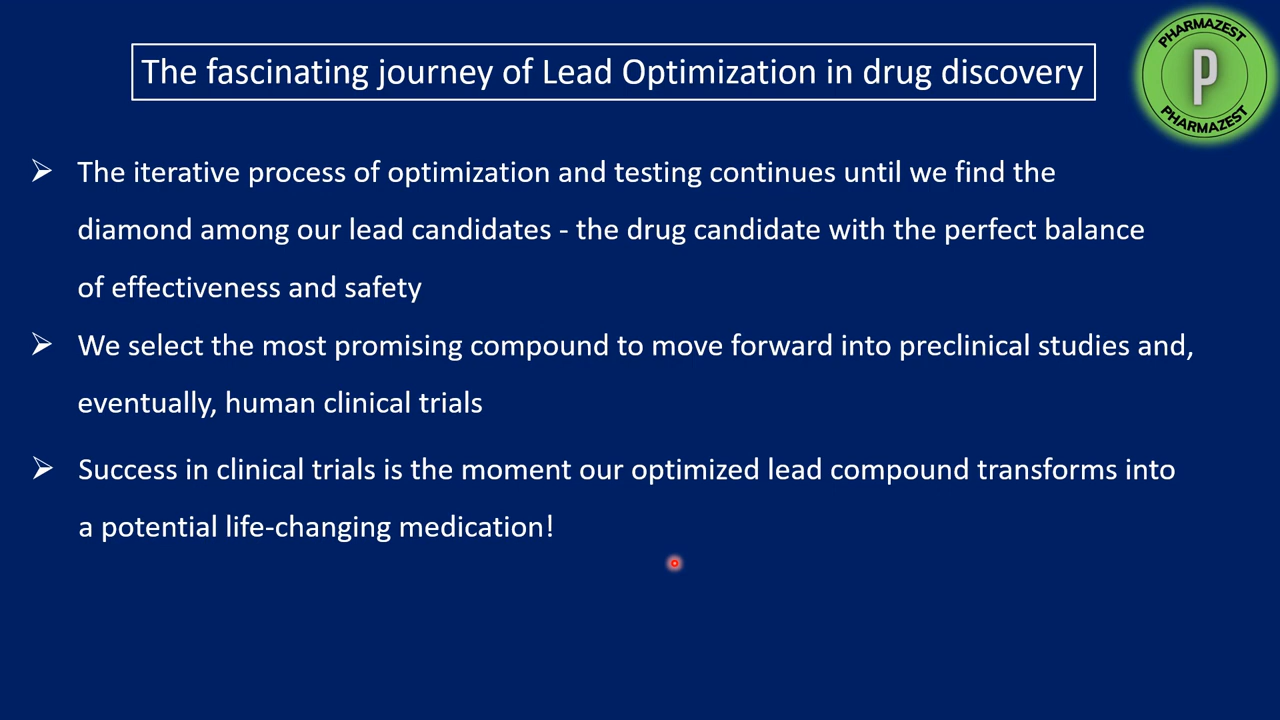 The fascinating journey of Lead Optimization in drug discovery
PHARMAZEST
P
PHARMAZEST
➤ The iterative process of optimization and testing continues until we find the
diamond among our lead candidates - the drug candidate with the perfect balance
of effectiveness and safety
➤ We select the most promising compound to move forward into preclinical studies and,
eventually, human clinical trials
➤ Success in clinical trials is the moment our optimized lead compound transforms into
a potential life-changing medication!